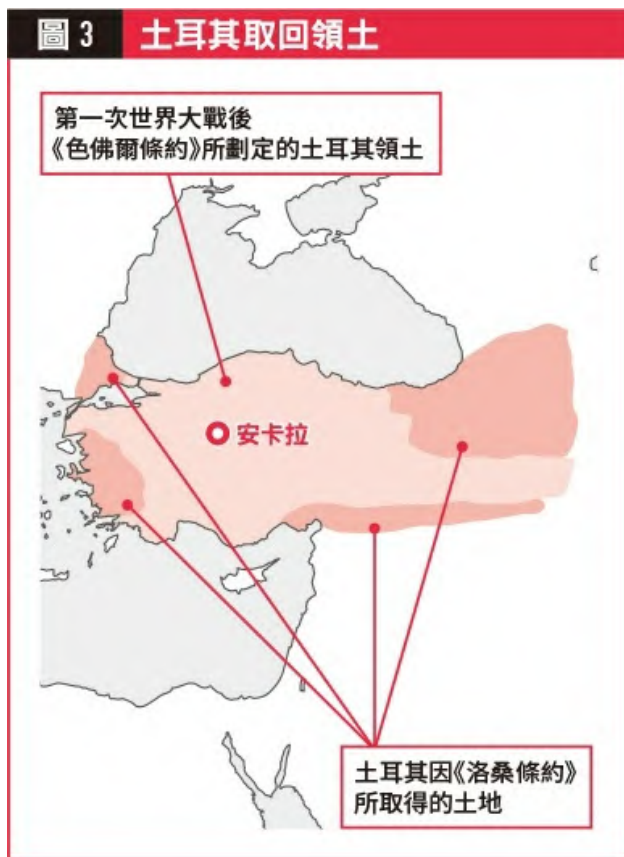 圖 3 土耳其取回領土
第一次世界大戰後
《色佛爾條約》所劃定的土耳其領土
安卡拉
土耳其因《洛桑條約》
所取得的土地